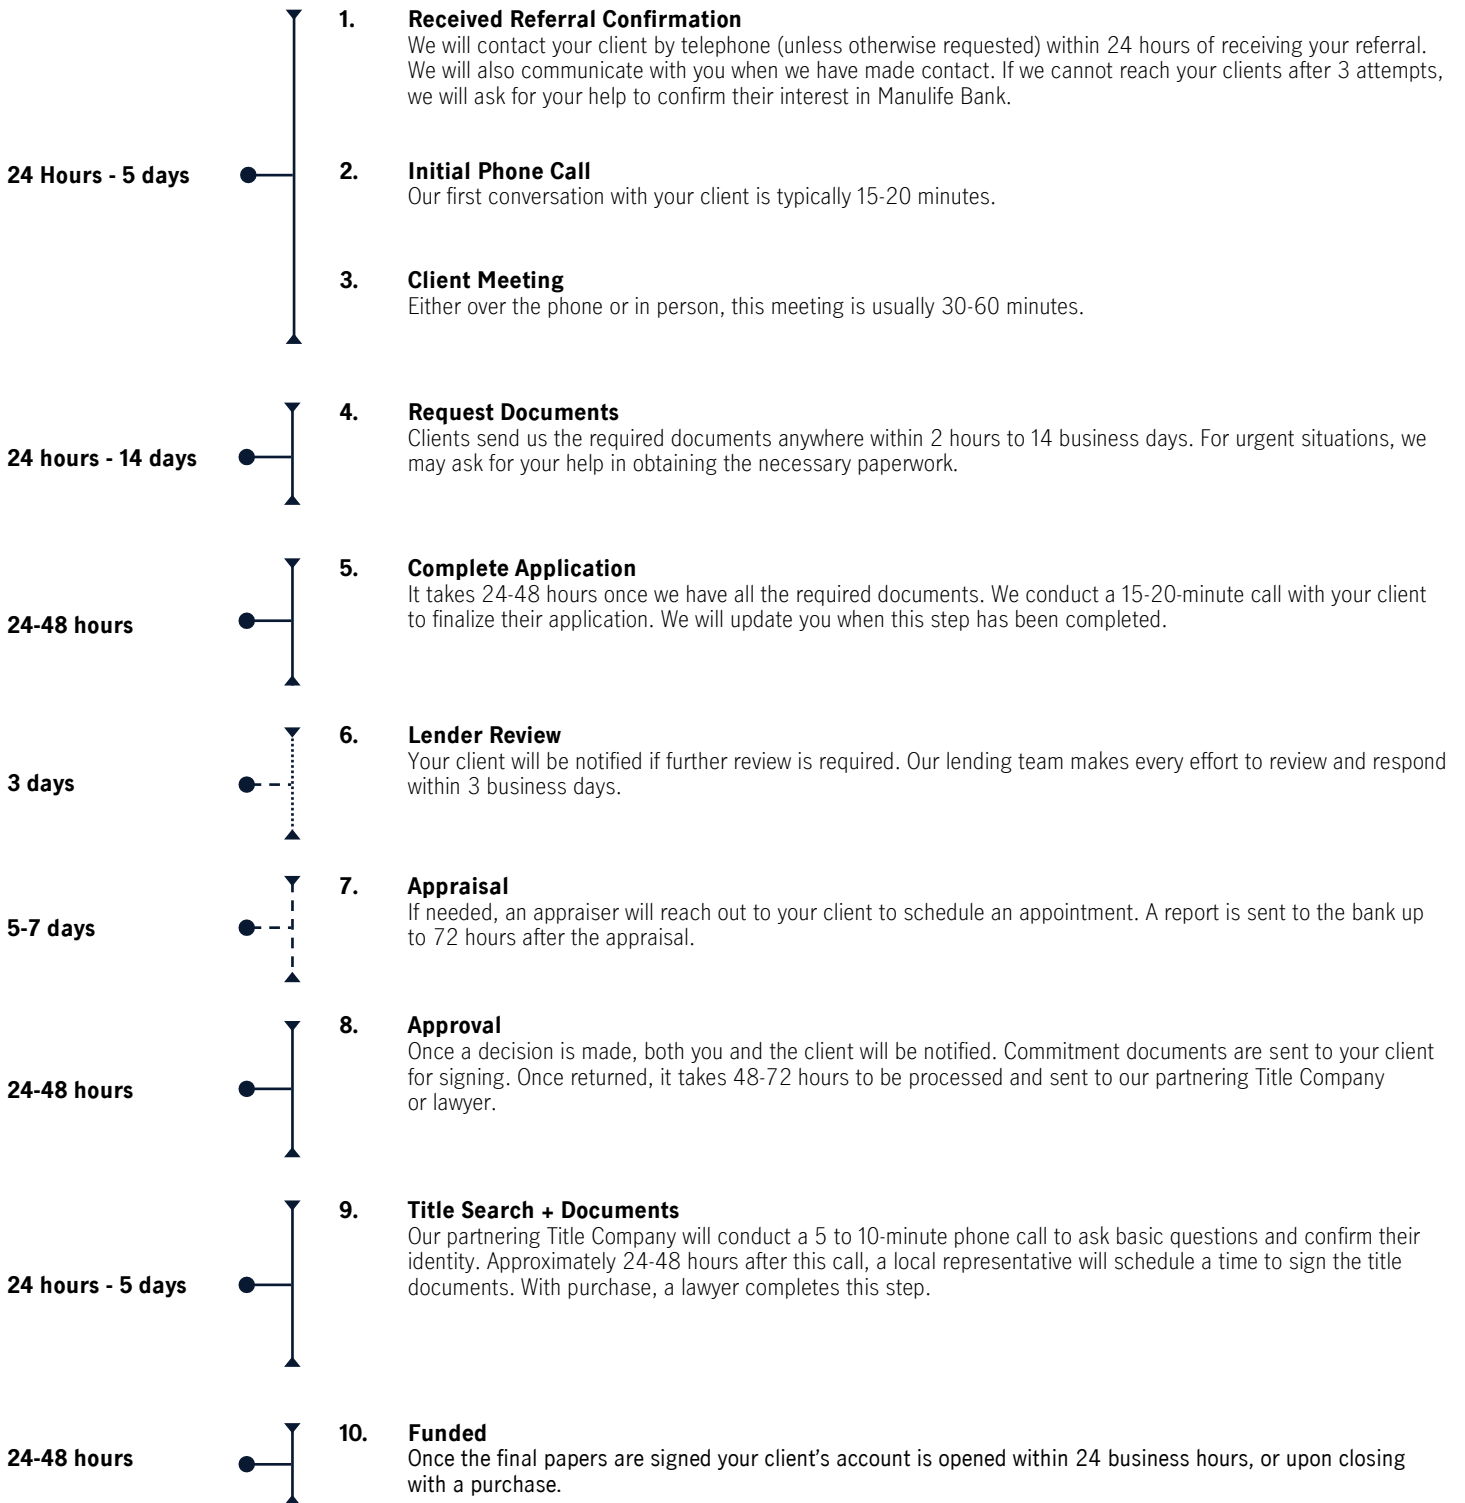 1. Received Referral Confirmation
We will contact your client by telephone (unless otherwise requested) within 24 hours of receiving your referral.
We will also communicate with you when we have made contact. If we cannot reach your clients after 3 attempts,
we will ask for your help to confirm their interest in Manulife Bank.
24 Hours - 5 days
2. Initial Phone Call
Our first conversation with your client is typically 15-20 minutes.
3. Client Meeting
Either over the phone or in person, this meeting is usually 30-60 minutes.
4. Request Documents
Clients send us the required documents anywhere within 2 hours to 14 business days. For urgent situations, we
may ask for your help in obtaining the necessary paperwork.
24 hours - 14 days
5. Complete Application
It takes 24-48 hours once we have all the required documents. We conduct a 15-20-minute call with your client
to finalize their application. We will update you when this step has been completed.
24-48 hours
6. Lender Review
Your client will be notified if further review is required. Our lending team makes every effort to review and respond
within 3 business days.
3 days
7. Appraisal
If needed, an appraiser will reach out to your client to schedule an appointment. A report is sent to the bank up
to 72 hours after the appraisal.
5-7 days
8. Approval
Once a decision is made, both you and the client will be notified. Commitment documents are sent to your client
for signing. Once returned, it takes 48-72 hours to be processed and sent to our partnering Title Company
or lawyer.
24-48 hours
9. Title Search + Documents
Our partnering Title Company will conduct a 5 to 10-minute phone call to ask basic questions and confirm their
identity. Approximately 24-48 hours after this call, a local representative will schedule a time to sign the title
documents. With purchase, a lawyer completes this step.
24 hours - 5 days
10. Funded
Once the final papers are signed your client's account is opened within 24 business hours, or upon closing
with a purchase.
24-48 hours